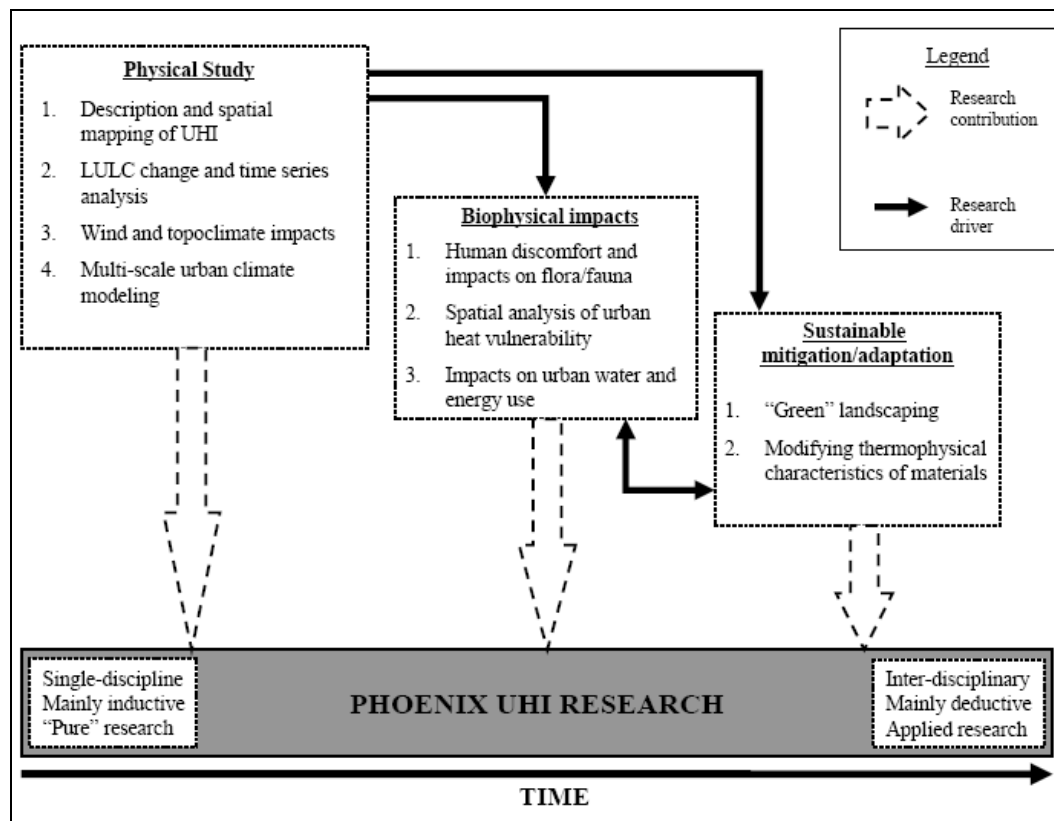 Physical Study
1. Description and spatial
mapping of UHI
2. LULC change and time series
analysis
3. Wind and topoclimate impacts
4. Multi-scale urban climate
modeling
Biophysical impacts
1. Human discomfort and
impacts on flora/fauna
2. Spatial analysis of urban
heat vulnerability
3. Impacts on urban water and
energy use
Sustainable
mitigation/adaptation
1. “Green” landscaping
2. Modifying thermophysical
characteristics of materials
Legend
Research
contribution
Research
driver
Single-discipline
Mainly inductive
“Pure” research
PHOENIX UHI RESEARCH
Inter-disciplinary
Mainly deductive
Applied research
TIME